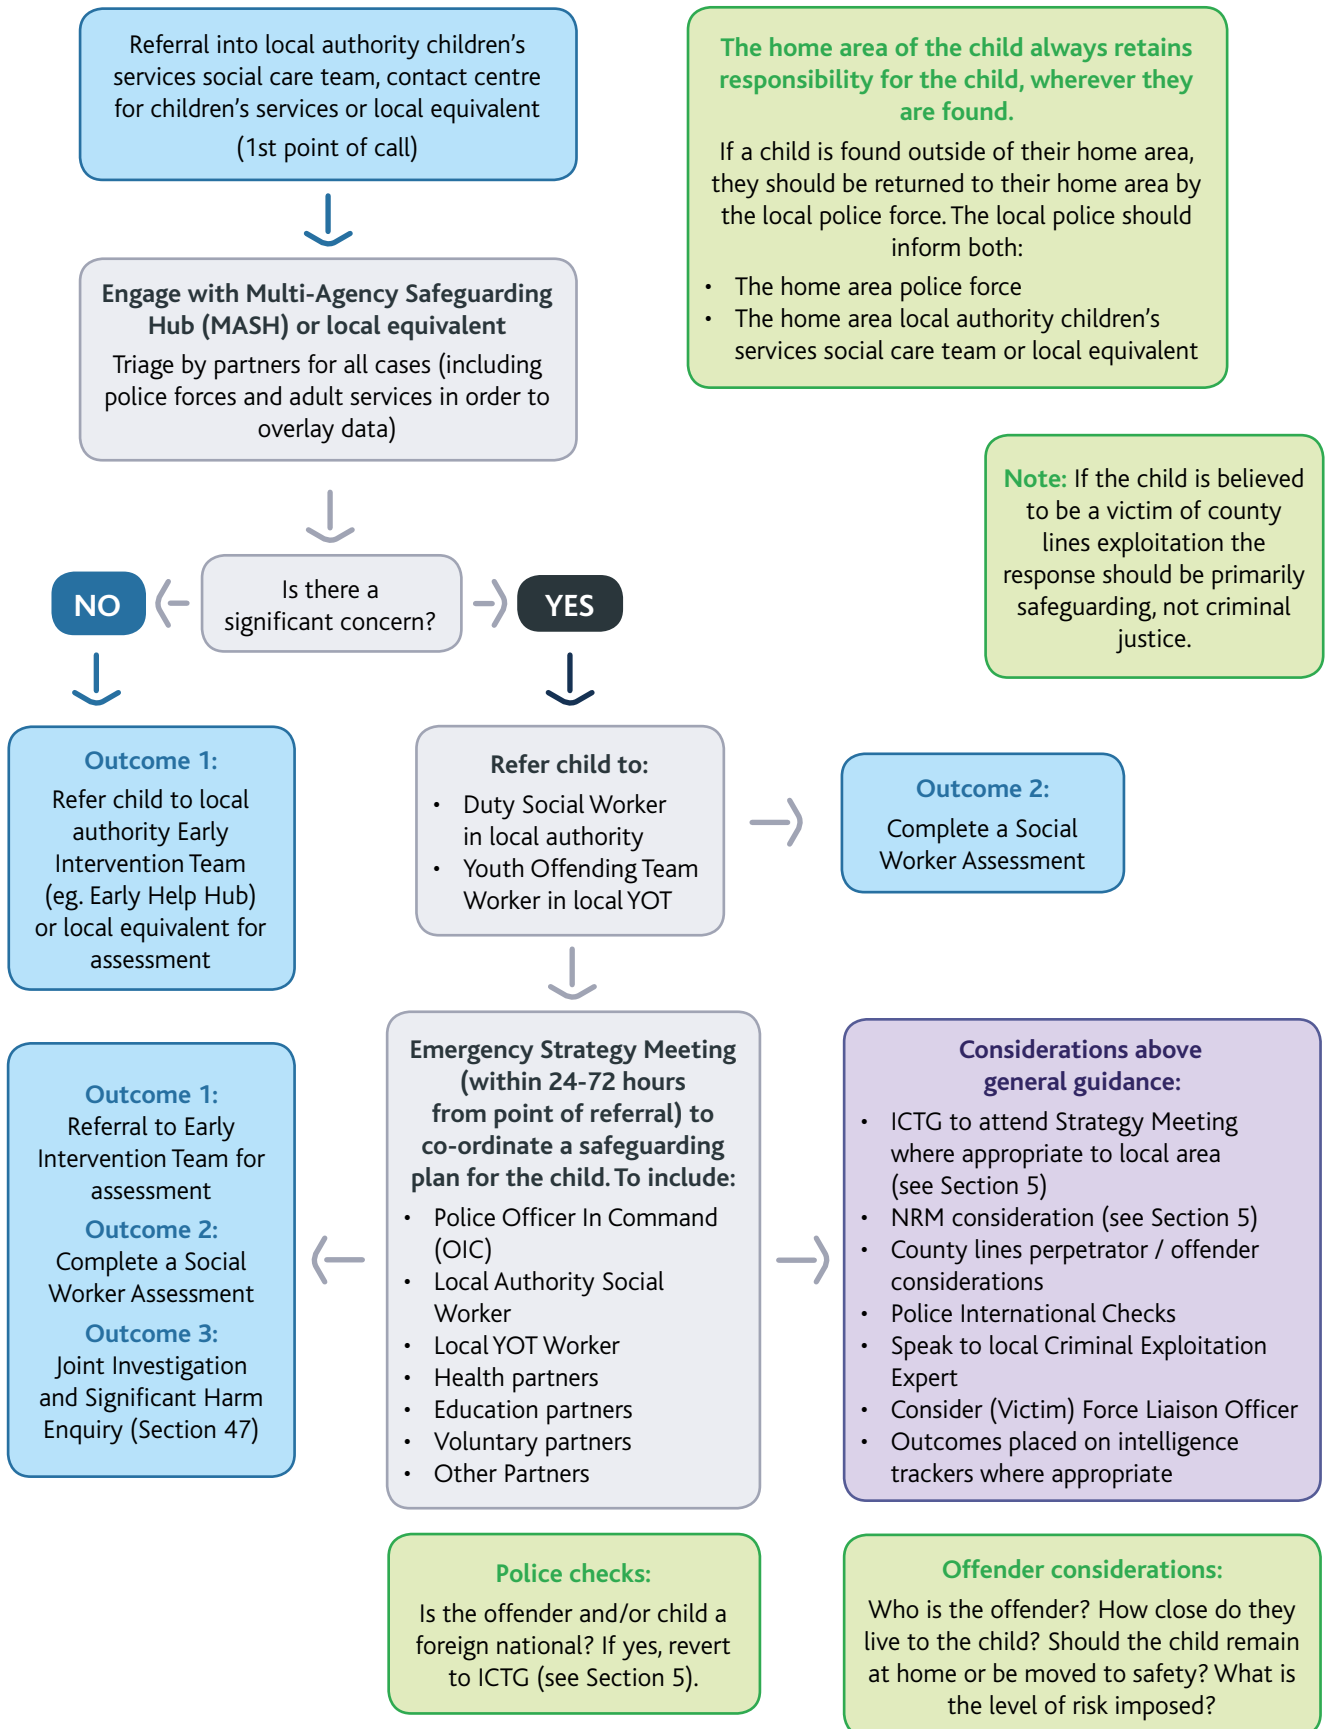 Referral into local authority children’s
services social care team, contact centre
for children’s services or local equivalent
(1st point of call)
The home area of the child always retains
responsibility for the child, wherever they
are found.
If a child is found outside of their home area,
they should be returned to their home area by
the local police force. The local police should
inform both:
• The home area police force
• The home area local authority children’s
services social care team or local equivalent
Engage with Multi-Agency Safeguarding
Hub (MASH) or local equivalent
Triage by partners for all cases (including
police forces and adult services in order to
overlay data)
Note: If the child is believed
to be a victim of county
lines exploitation the
response should be primarily
safeguarding, not criminal
justice.
Is there a
significant concern?
NO
YES
Outcome 1:
Refer child to local
authority Early
Intervention Team
(eg. Early Help Hub)
or local equivalent for
assessment
Refer child to:
• Duty Social Worker
in local authority
• Youth Offending Team
Worker in local YOT
Outcome 2:
Complete a Social
Worker Assessment
Outcome 1:
Referral to Early
Intervention Team for
assessment
Outcome 2:
Complete a Social
Worker Assessment
Outcome 3:
Joint Investigation
and Significant Harm
Enquiry (Section 47)
Emergency Strategy Meeting
(within 24-72 hours
from point of referral) to
co-ordinate a safeguarding
plan for the child. To include:
• Police Officer In Command
(OIC)
• Local Authority Social
Worker
• Local YOT Worker
• Health partners
• Education partners
• Voluntary partners
• Other Partners
Considerations above
general guidance:
• ICTG to attend Strategy Meeting
where appropriate to local area
(see Section 5)
• NRM consideration (see Section 5)
• County lines perpetrator / offender
considerations
• Police International Checks
• Speak to local Criminal Exploitation
Expert
• Consider (Victim) Force Liaison Officer
• Outcomes placed on intelligence
trackers where appropriate
Police checks:
Is the offender and/or child a
foreign national? If yes, revert
to ICTG (see Section 5).
Offender considerations:
Who is the offender? How close do they
live to the child? Should the child remain
at home or be moved to safety? What is
the level of risk imposed?